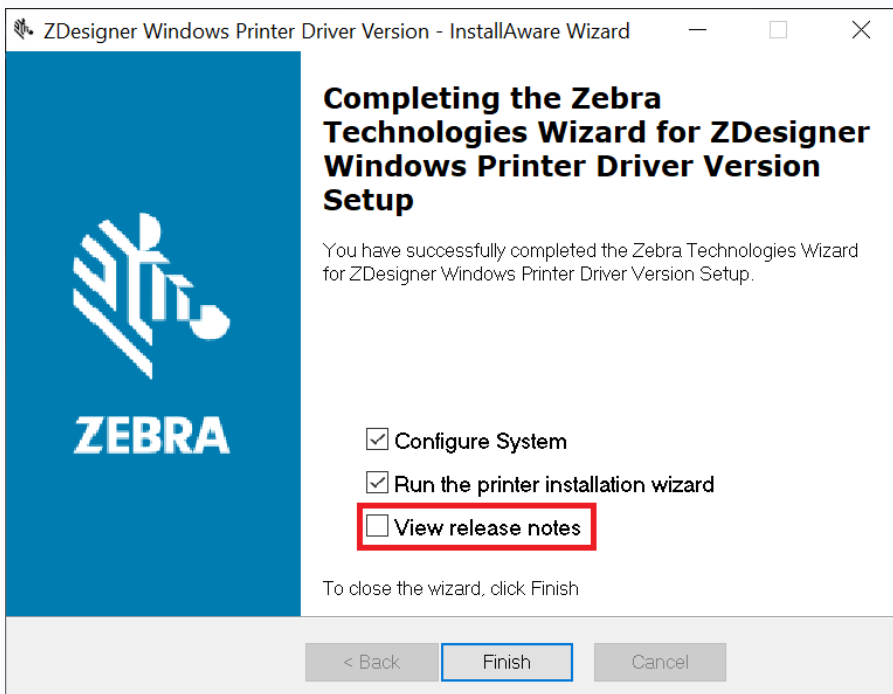 ZDesigner Windows Printer Driver Version - InstallAware Wizard
Completing the Zebra
Technologies Wizard for ZDesigner
Windows Printer Driver Version
Setup
You have successfully completed the Zebra Technologies Wizard
for ZDesigner Windows Printer Driver Version Setup.
ZEBRA
Configure System
Run the printer installation wizard
View release notes
To close the wizard, click Finish
< Back
Finish
Cancel